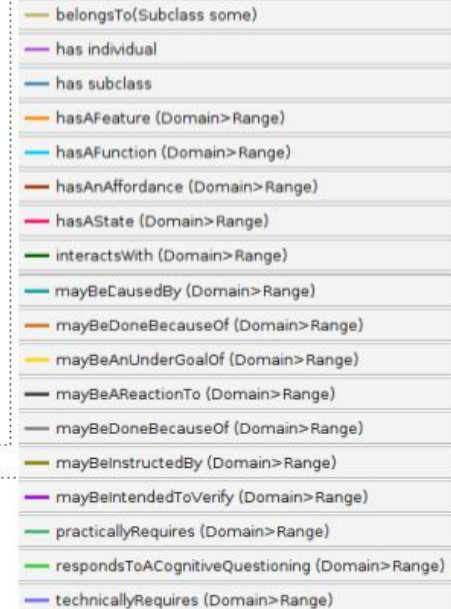 belongsTo(Subclass some)
has individual
has subclass
hasAFeature (Domain>Range)
hasAFunction (Domain>Range)
hasAnAffordance (Domain>Range)
hasAState (Domain>Range)
interactsWith (Domain>Range)
mayBeCausedBy (Domain>Range)
mayBeDoneBecauseOf (Domain>Range)
mayBeAnUnderGoalOf (Domain>Range)
mayBeAReactionTo (Domain>Range)
mayBeDoneBecauseOf (Domain>Range)
mayBeInstructedBy (Domain>Range)
mayBeIntendedToVerify (Domain>Range)
practicallyRequires (Domain>Range)
respondsToACognitiveQuestioning (Domain>Range)
technicallyRequires (Domain>Range)